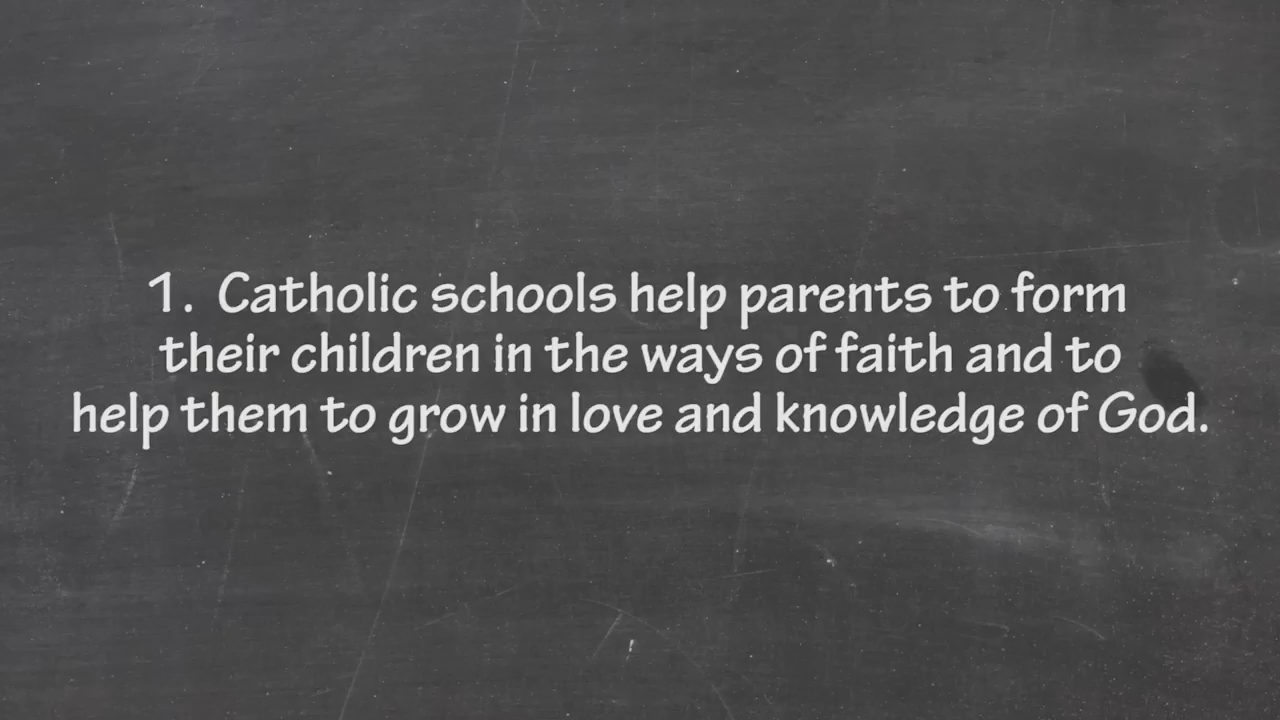 1. Catholic schools help parents to form
their children in the ways of faith and to
help them to grow in love and knowledge of God.